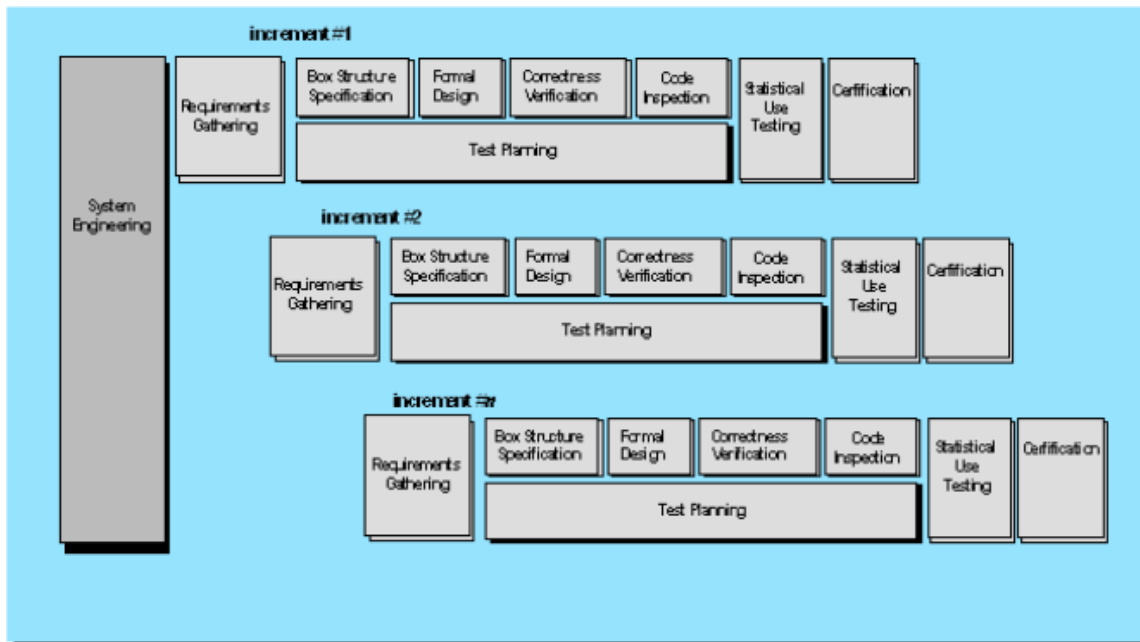 increment #1
System
Engineering
Requirements
Gathering
Box Structure
Specification
Formal
Design
Correctness
Verification
Code
Inspection
Test Planning
Statistical
Use
Testing
Certification
increment #2
Requirements
Gathering
Box Structure
Specification
Formal
Design
Correctness
Verification
Code
Inspection
Test Planning
Statistical
Use
Testing
Certification
increment #n
Requirements
Gathering
Box Structure
Specification
Formal
Design
Correctness
Verification
Code
Inspection
Test Planning
Statistical
Use
Testing
Certification